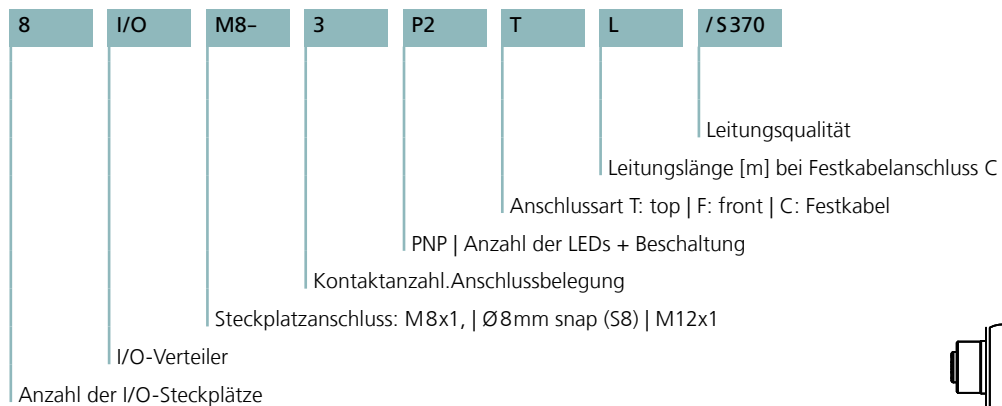 8 I/O M8– 3 P2 T L /S370
Leitungsqualität
Leitungslänge [m] bei Festkabelanschluss C
Anschlussart T: top | F: front | C: Festkabel
PNP | Anzahl der LEDs + Beschaltung
Kontaktanzahl.Anschlussbelegung
Steckplatzanschluss: M8x1, | Ø8mm snap (S8) | M12x1
I/O-Verteiler
Anzahl der I/O-Steckplätze